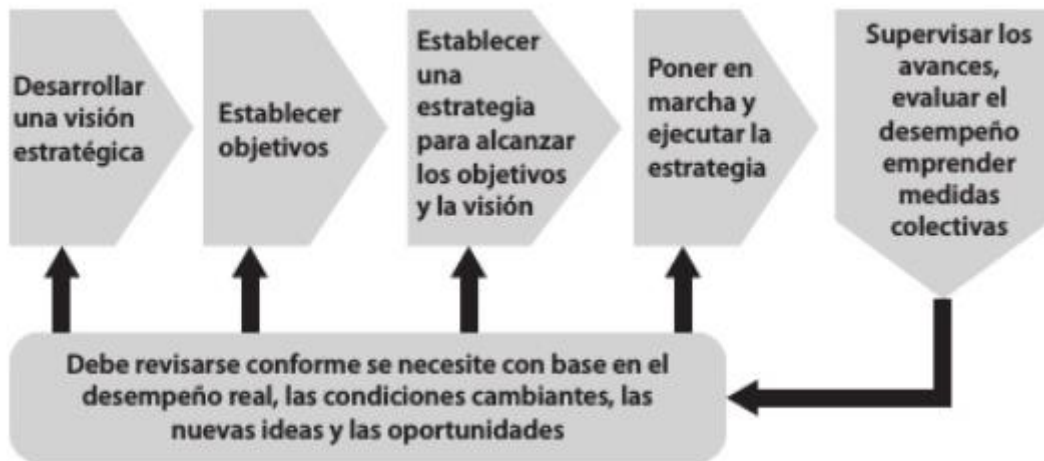 Desarrollar
una visión
estratégica
Establecer
objetivos
Establecer
una
estrategia
para alcanzar
los objetivos
y la visión
Poner en
marcha y
ejecutar la
estrategia
Supervisar los
avances,
evaluar el
desempeño
emprender
medidas
colectivas
Debe revisarse conforme se necesite con base en el
desempeño real, las condiciones cambiantes, las
nuevas ideas y las oportunidades